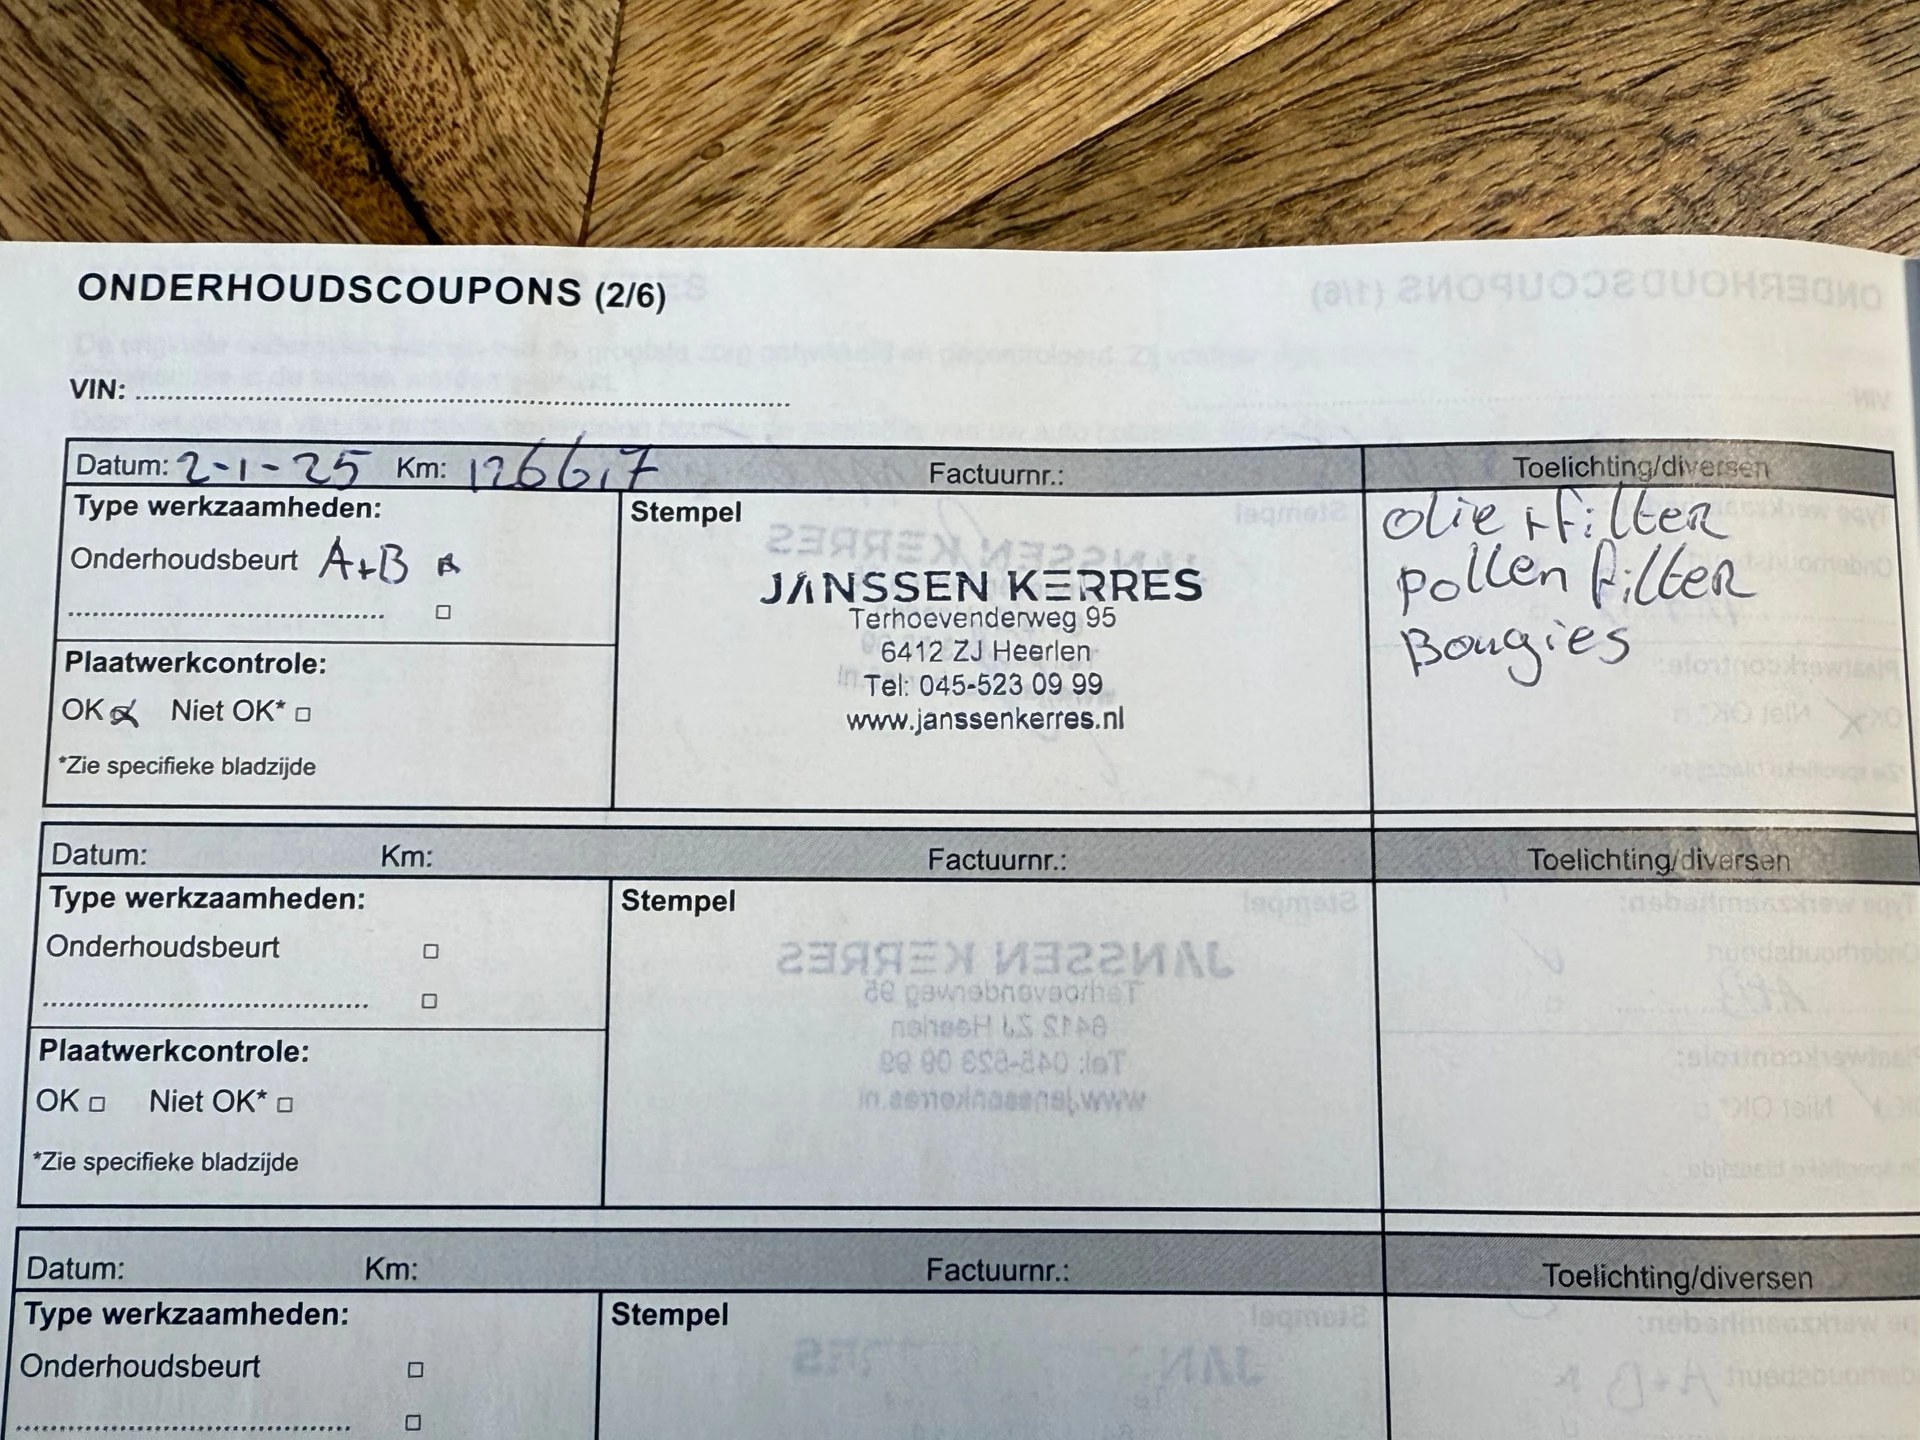 ONDERHOUDSCOUPONS (2/6)
VIN:
Datum: 2-1-25 Km: 12667 Factuurnr.: Toelichting/diversen
Type werkzaamheden: Stempel
Onderhoudsbeurt A+B
Plaatwerkcontrole:
OK Niet OK*
*Zie specifieke bladzijde
JANSSEN KERRES
Terhoevenderweg 95
6412 ZJ Heerlen
Tel: 045-523 09 99
www.janssenkerres.nl
olie + filter
pollen filter
Bougies
Datum: Km: Factuurnr.: Toelichting/diversen
Type werkzaamheden: Stempel
Onderhoudsbeurt
Plaatwerkcontrole:
OK Niet OK*
*Zie specifieke bladzijde
Datum: Km: Factuurnr.: Toelichting/diversen
Type werkzaamheden: Stempel
Onderhoudsbeurt